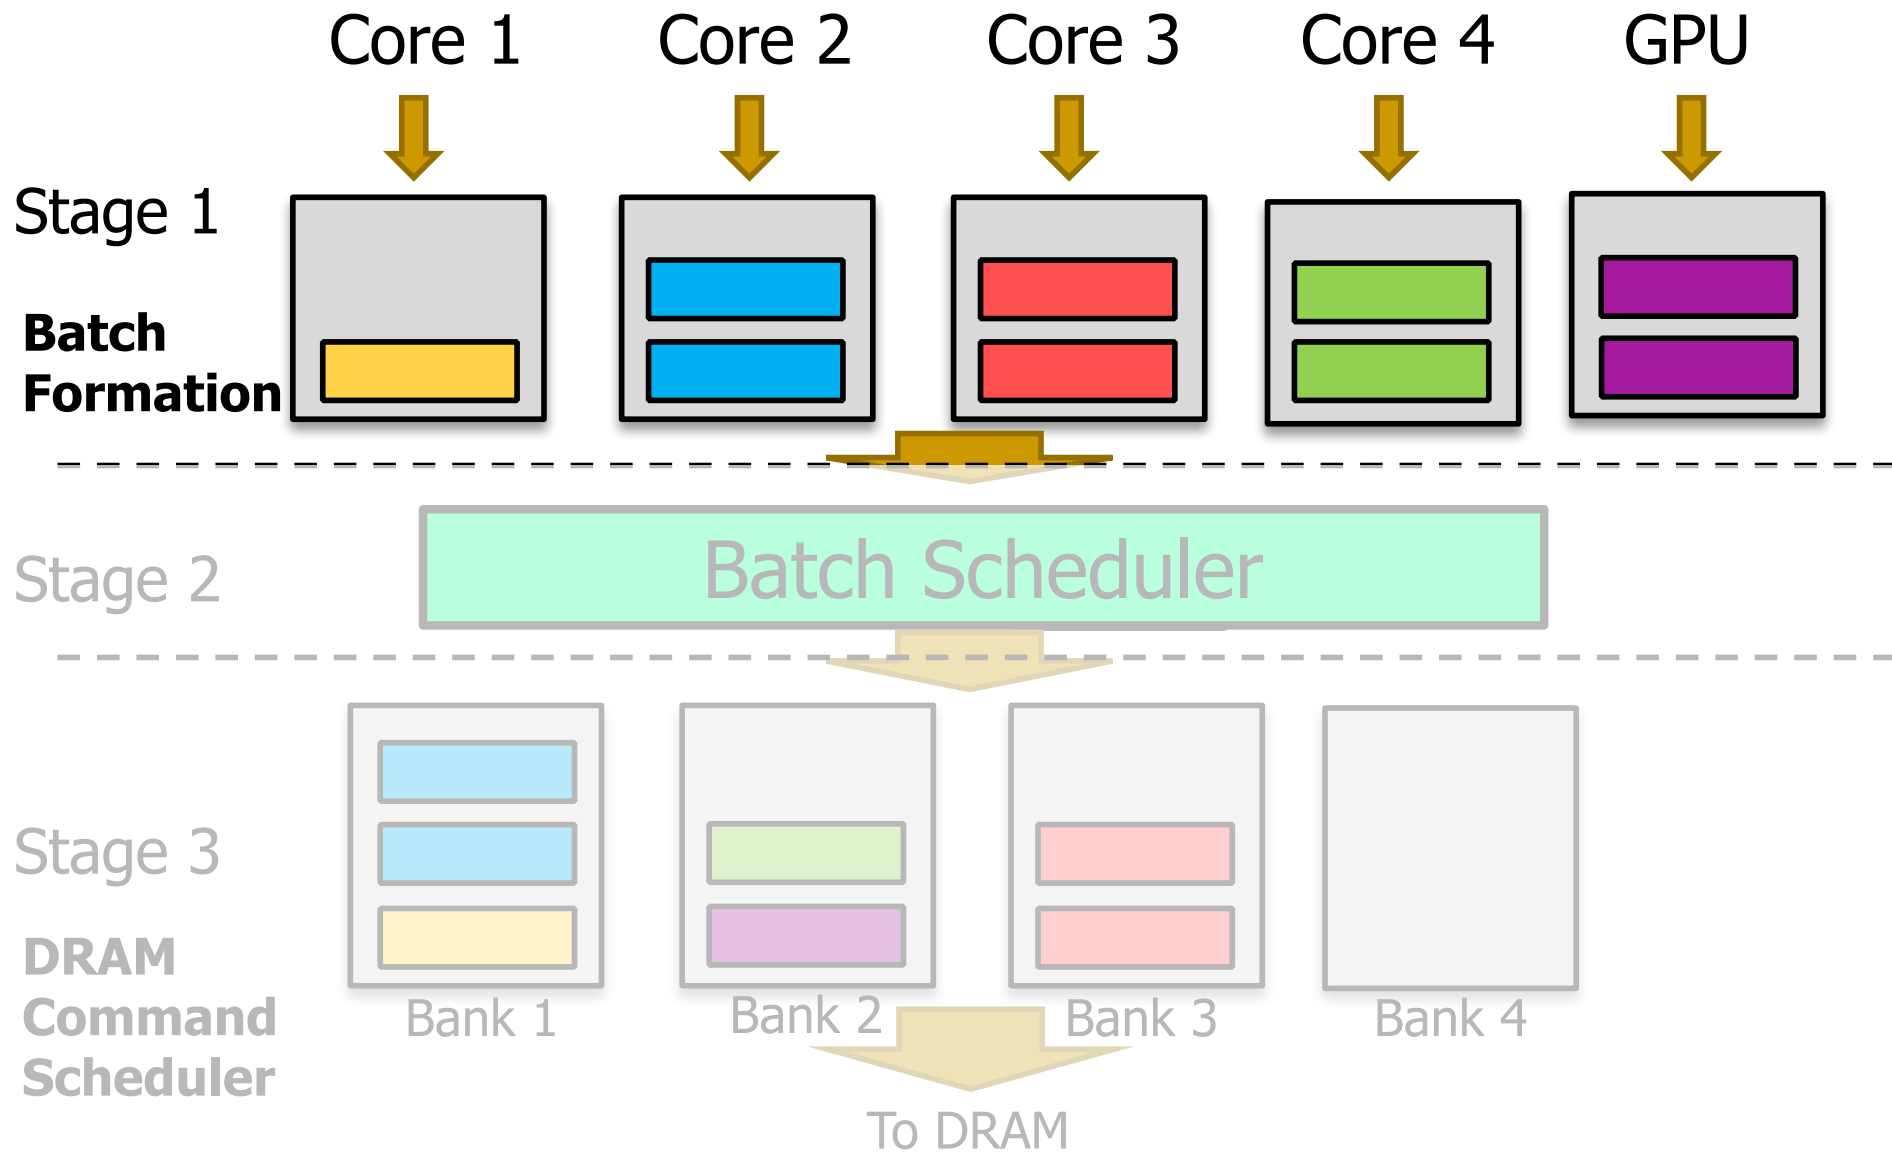 Core 1
Core 2
Core 3
Core 4
GPU
Stage 1
Batch
Formation
Stage 2
Batch Scheduler
Stage 3
DRAM
Command
Scheduler
Bank 1
Bank 2
Bank 3
Bank 4
To DRAM